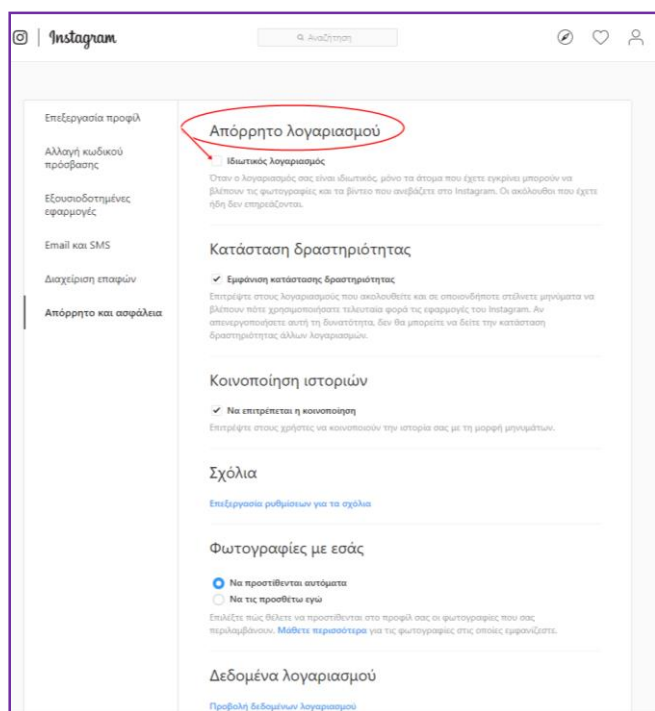 Instagram
Αναζήτηση
Επεξεργασία προφίλ
Αλλαγή κωδικού
πρόσβασης
Εξουσιοδοτημένες
εφαρμογές
Email και SMS
Διαχείριση επαφών
Απόρρητο και ασφάλεια
Απόρρητο λογαριασμού
Ιδιωτικός λογαριασμός
Όταν ο λογαριασμός σας είναι ιδιωτικός, μόνο τα άτομα που έχετε εγκρίνει μπορούν να
βλέπουν τις φωτογραφίες και τα βίντεο που ανεβάζετε στο Instagram. Οι ακόλουθοι που έχετε
ήδη δεν επηρεάζονται.
Κατάσταση δραστηριότητας
Εμφάνιση κατάστασης δραστηριότητας
Επιτρέψτε στους λογαριασμούς που ακολουθείτε και σε οποιονδήποτε στέλνετε μηνύματα να
βλέπουν πότε χρησιμοποιήσατε τελευταία φορά τις εφαρμογές του Instagram. Αν
απενεργοποιήσετε αυτή τη δυνατότητα, δεν θα μπορείτε να δείτε την κατάσταση
δραστηριότητας άλλων λογαριασμών.
Κοινοποίηση ιστοριών
Να επιτρέπεται η κοινοποίηση
Επιτρέψτε στους χρήστες να κοινοποιούν την ιστορία σας με τη μορφή μηνυμάτων.
Σχόλια
Επεξεργασία ρυθμίσεων για τα σχόλια
Φωτογραφίες με εσάς
Να προστίθενται αυτόματα
Να τις προσθέτω εγώ
Επιλέξτε πώς θέλετε να προστίθενται στο προφίλ σας οι φωτογραφίες που σας
περιλαμβάνουν. Μάθετε περισσότερα για τις φωτογραφίες στις οποίες εμφανίζεστε.
Δεδομένα λογαριασμού
Προβολή δεδομένων λογαριασμού